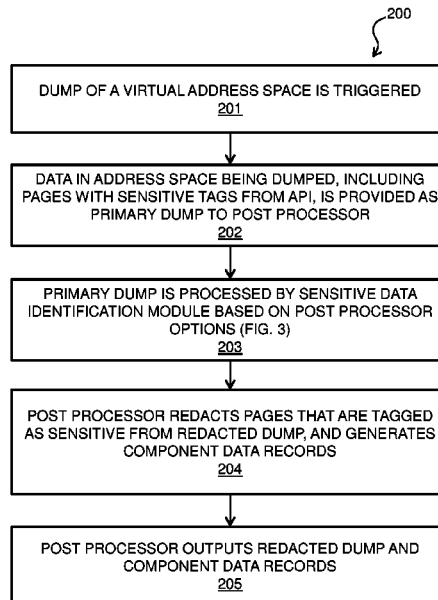 200
DUMP OF A VIRTUAL ADDRESS SPACE IS TRIGGERED
201
DATA IN ADDRESS SPACE BEING DUMPED, INCLUDING
PAGES WITH SENSITIVE TAGS FROM API, IS PROVIDED AS
PRIMARY DUMP TO POST PROCESSOR
202
PRIMARY DUMP IS PROCESSED BY SENSITIVE DATA
IDENTIFICATION MODULE BASED ON POST PROCESSOR
OPTIONS (FIG. 3)
203
POST PROCESSOR REDACTS PAGES THAT ARE TAGGED
AS SENSITIVE FROM REDACTED DUMP, AND GENERATES
COMPONENT DATA RECORDS
204
POST PROCESSOR OUTPUTS REDACTED DUMP AND
COMPONENT DATA RECORDS
205